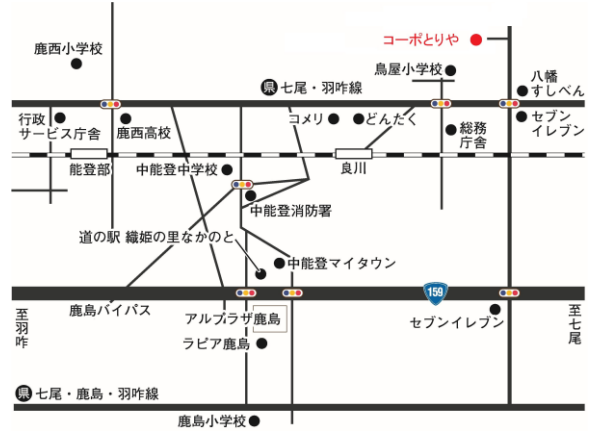 コーポとりや
鹿西小学校
鳥屋小学校
八幡
すしべん
県 七尾・羽咋線
行政
サービス庁舎
鹿西高校
コメリ
どんたく
総務
庁舎
セブン
イレブン
能登部
中能登中学校
良川
中能登消防署
道の駅 織姫の里なかのと
中能登マイタウン
159
鹿島バイパス
アルプラザ鹿島
セブンイレブン
至羽咋
至七尾
ラピア鹿島
県 七尾・鹿島・羽咋線
鹿島小学校